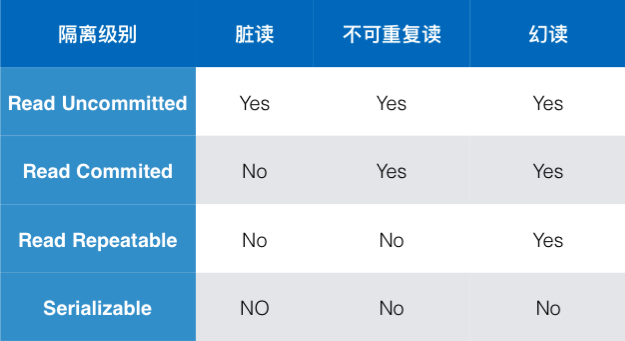 隔离级别 脏读 不可重复读 幻读
Read Uncommitted Yes Yes Yes
Read Commited No Yes Yes
Read Repeatable No No Yes
Serializable NO No No